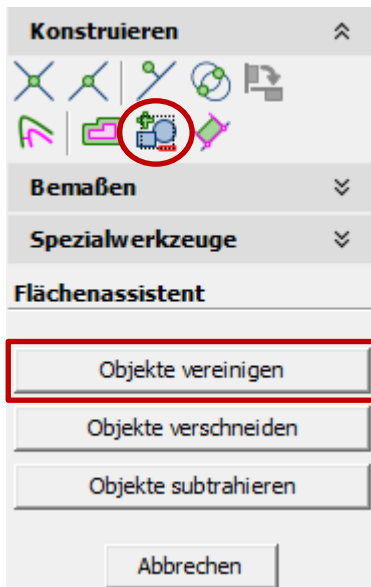 Konstruieren
Bemaßen
Spezialwerkzeuge
Flächenassistent
Objekte vereinigen
Objekte verschneiden
Objekte subtrahieren
Abbrechen